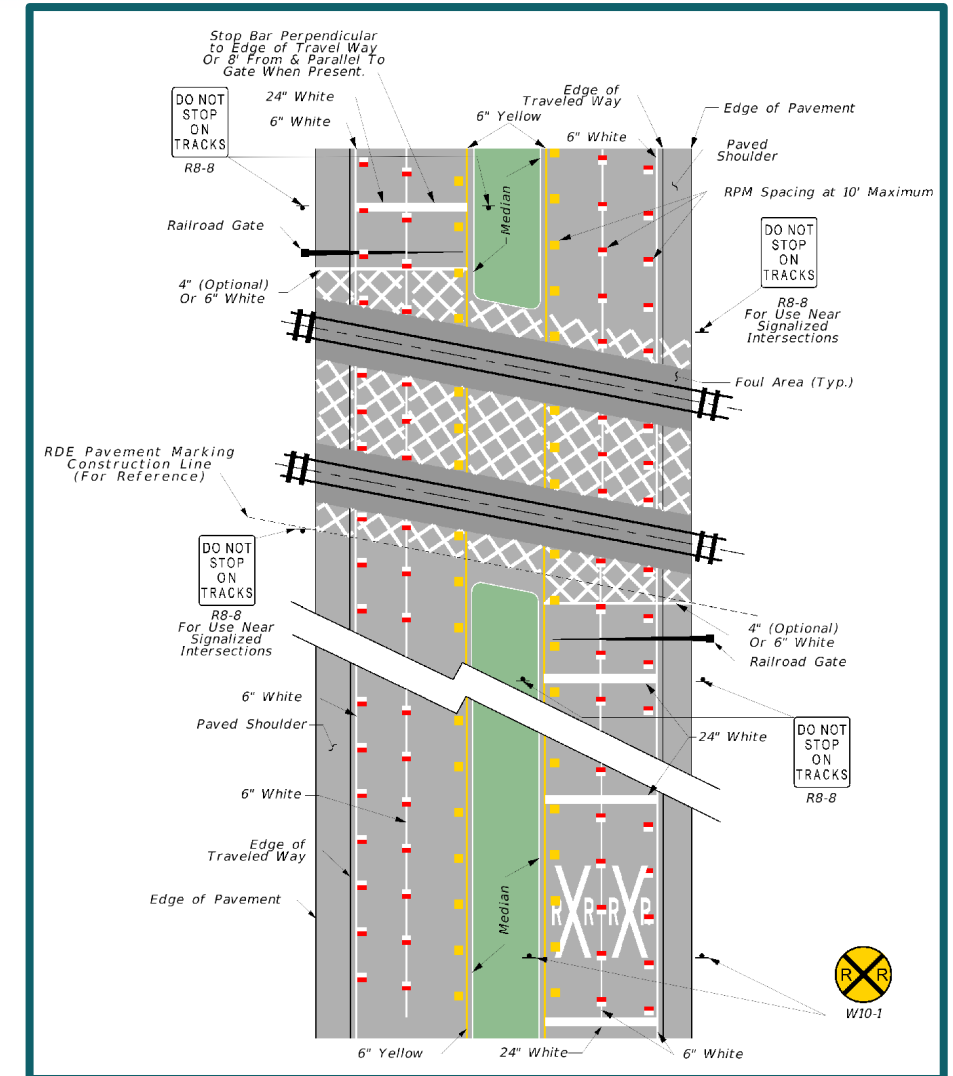 Stop Bar Perpendicular
to Edge of Travel Way
Or 8' From & Parallel To
Gate When Present.
DO NOT
STOP
ON
TRACKS
R8-8
24" White
6" White
6" Yellow
Edge of
Traveled Way
6" White
Edge of Pavement
Paved
Shoulder
RPM Spacing at 10' Maximum
Median
Railroad Gate
4" (Optional)
Or 6" White
DO NOT
STOP
ON
TRACKS
R8-8
For Use Near
Signalized
Intersections
Foul Area (Typ.)
RDE Pavement Marking
Construction Line
(For Reference)
DO NOT
STOP
ON
TRACKS
R8-8
For Use Near
Signalized
Intersections
4" (Optional)
Or 6" White
Railroad Gate
6" White
Paved Shoulder
24" White
DO NOT
STOP
ON
TRACKS
R8-8
6" White
Edge of
Traveled Way
Edge of Pavement
Median
R R
R R
R R
W10-1
6" Yellow
24" White
6" White